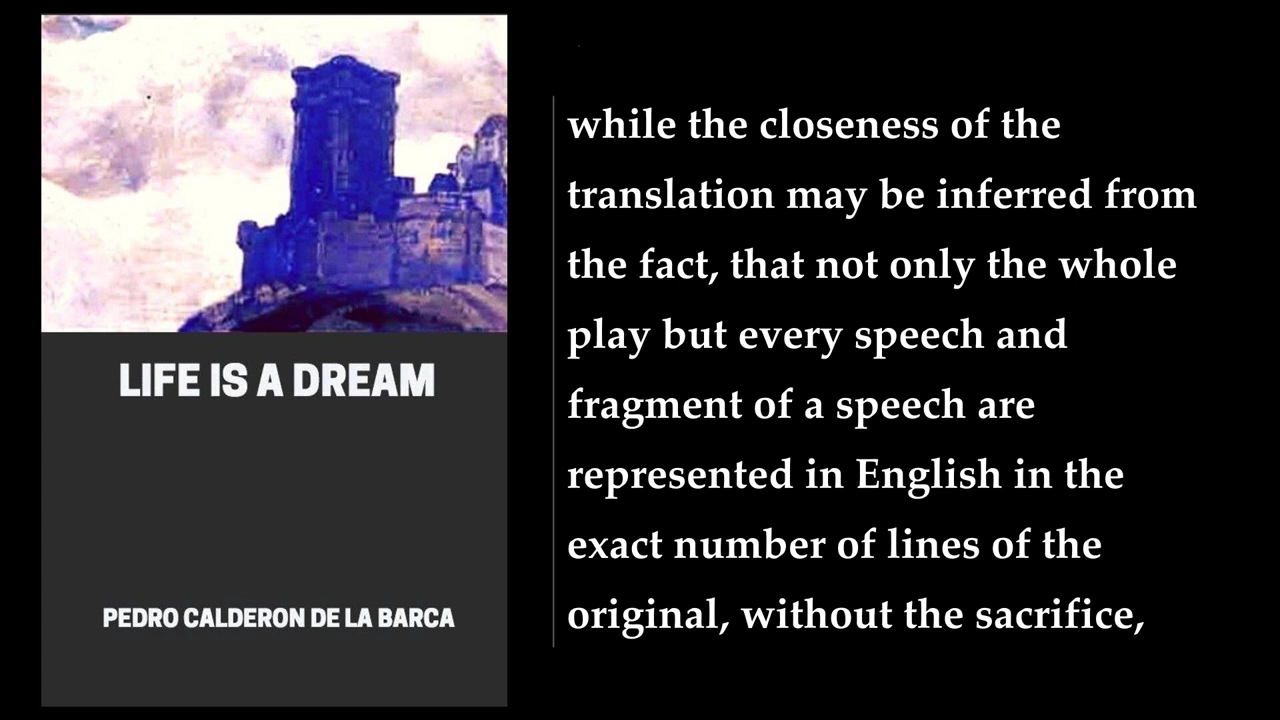 LIFE IS A DREAM
PEDRO CALDERON DE LA BARCA
while the closeness of the
translation may be inferred from
the fact, that not only the whole
play but every speech and
fragment of a speech are
represented in English in the
exact number of lines of the
original, without the sacrifice,